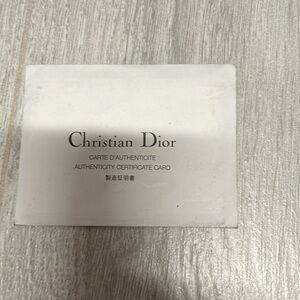 Christian Dior
CARTE D'AUTHENTICITE
AUTHENTICITY CERTIFICATE CARD
製造証明書